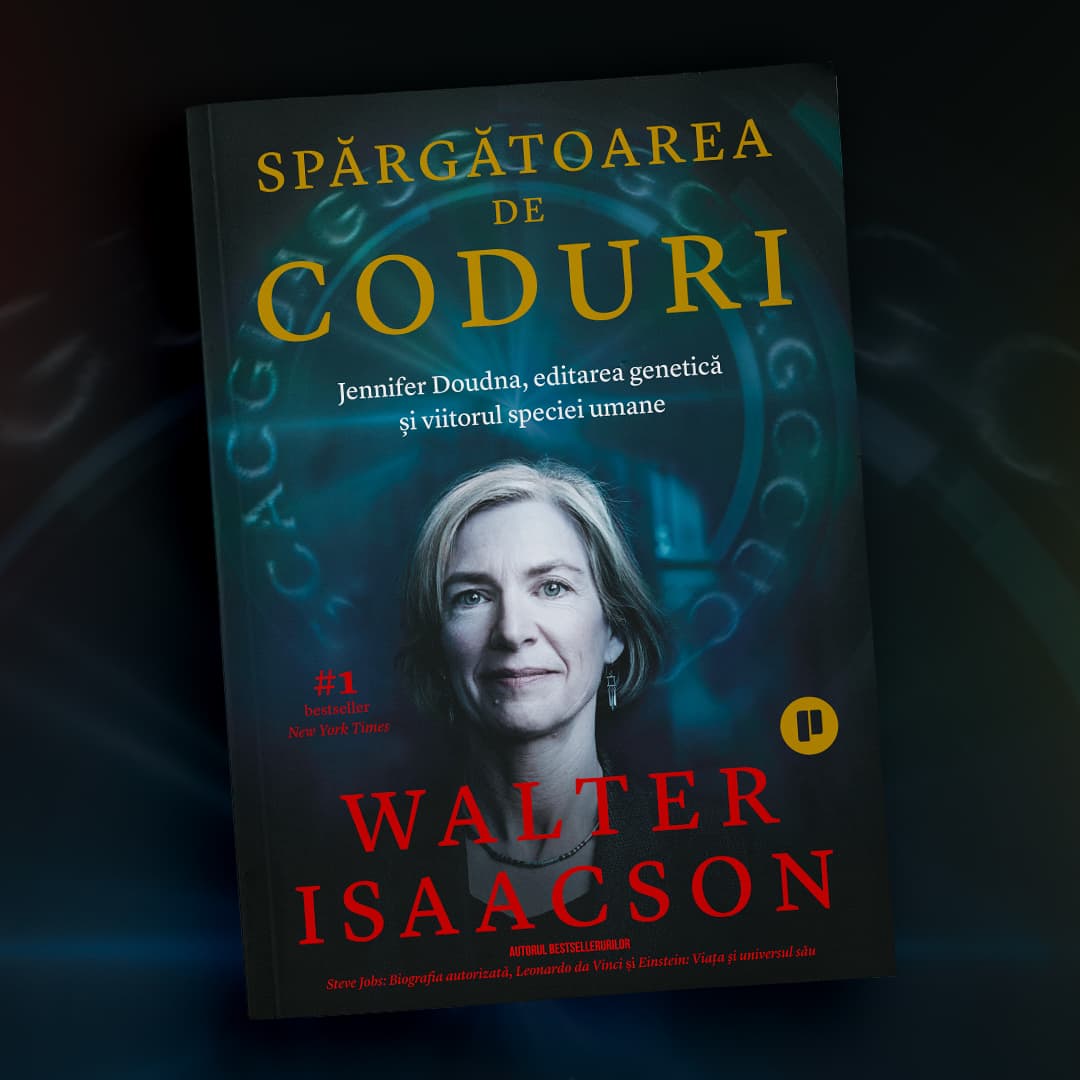 SPĂRGĂTOAREA
DE
CODURI
Jennifer Doudna, editarea genetică
și viitorul speciei umane
#1
bestseller
New York Times
WALTER
ISAACSON
AUTORUL BESTSELLERURILOR
Steve Jobs: Biografia autorizată, Leonardo da Vinci și Einstein: Viața și universul său